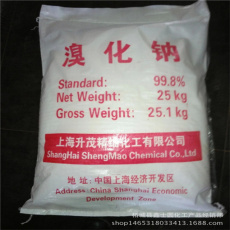 溴化钠
Standard: 99.8%
Net Weight: 25 kg
Gross Weight: 25.1 kg
上海升茂精细化工有限公司
ShangHai ShengMao Chemical Co.,Ltd
地 址: 中国上海经济开发区
Address: China Shanghai Economic
Development Zone